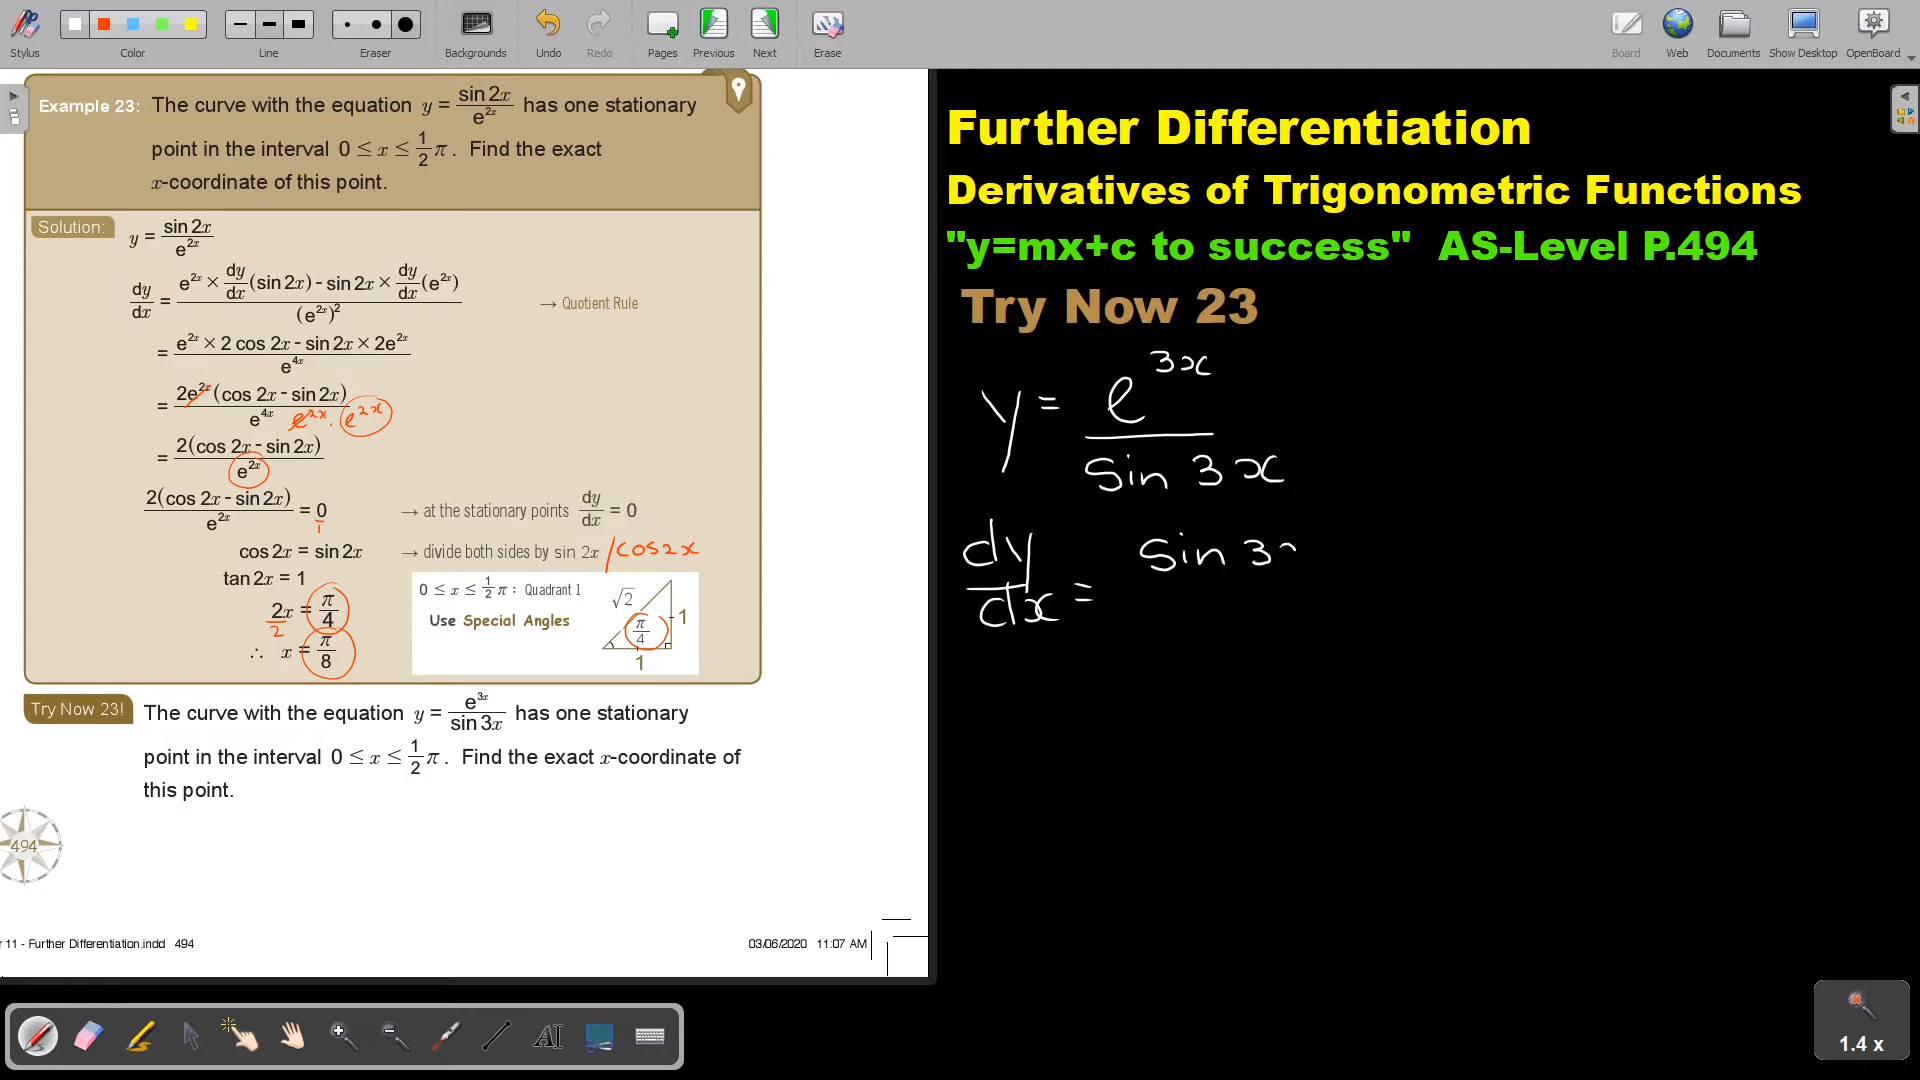 Stylus Color Line Eraser Backgrounds Undo Redo Pages Previous Next Erase Board Web Documents Show Desktop OpenBoard
Example 23: The curve with the equation y = sin 2x / e^2x has one stationary
point in the interval 0 ≤ x ≤ 1/2 π. Find the exact
x-coordinate of this point.
Solution:
y = sin 2x / e^2x
dy/dx = (e^2x × dy/dx (sin 2x) - sin 2x × dy/dx (e^2x)) / (e^2x)^2 → Quotient Rule
= (e^2x × 2 cos 2x - sin 2x × 2e^2x) / e^4x
= 2e^2x (cos 2x - sin 2x) / e^4x e^2x . e^2x
= 2(cos 2x - sin 2x) / e^2x
2(cos 2x - sin 2x) / e^2x = 0 / 1 → at the stationary points dy/dx = 0
cos 2x = sin 2x → divide both sides by sin 2x / cos 2x
tan 2x = 1
2x / 2 = π/4
∴ x = π/8
0 ≤ x ≤ 1/2 π : Quadrant 1
Use Special Angles
√2 π/4 1
1
Try Now 23! The curve with the equation y = e^3x / sin 3x has one stationary
point in the interval 0 ≤ x ≤ 1/2 π. Find the exact x-coordinate of
this point.
494
r 11 - Further Differentiation.indd 494 03/06/2020 11:07 AM
Further Differentiation
Derivatives of Trigonometric Functions
"y=mx+c to success" AS-Level P.494
Try Now 23
y = e^3x / sin 3x
dy/dx = sin 3
AI
1.4 x